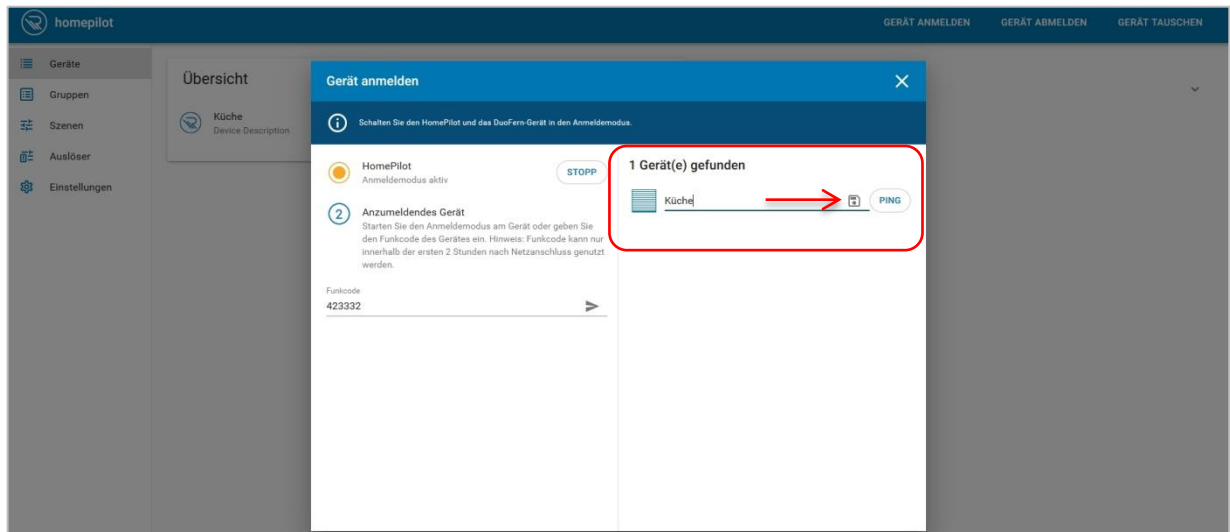 homepilot
GERÄT ANMELDEN
GERÄT ABMELDEN
GERÄT TAUSCHEN
Geräte
Gruppen
Szenen
Auslöser
Einstellungen
Übersicht
Küche
Device Description
Gerät anmelden
Schalten Sie den HomePilot und das DuoFern-Gerät in den Anmeldemodus.
HomePilot
Anmeldemodus aktiv
STOPP
2
Anzumeldendes Gerät
Starten Sie den Anmeldemodus am Gerät oder geben Sie
den Funkcode des Gerätes ein. Hinweis: Funkcode kann nur
innerhalb der ersten 2 Stunden nach Netzanschluss genutzt
werden.
Funkcode
423332
1 Gerät(e) gefunden
Küche
PING